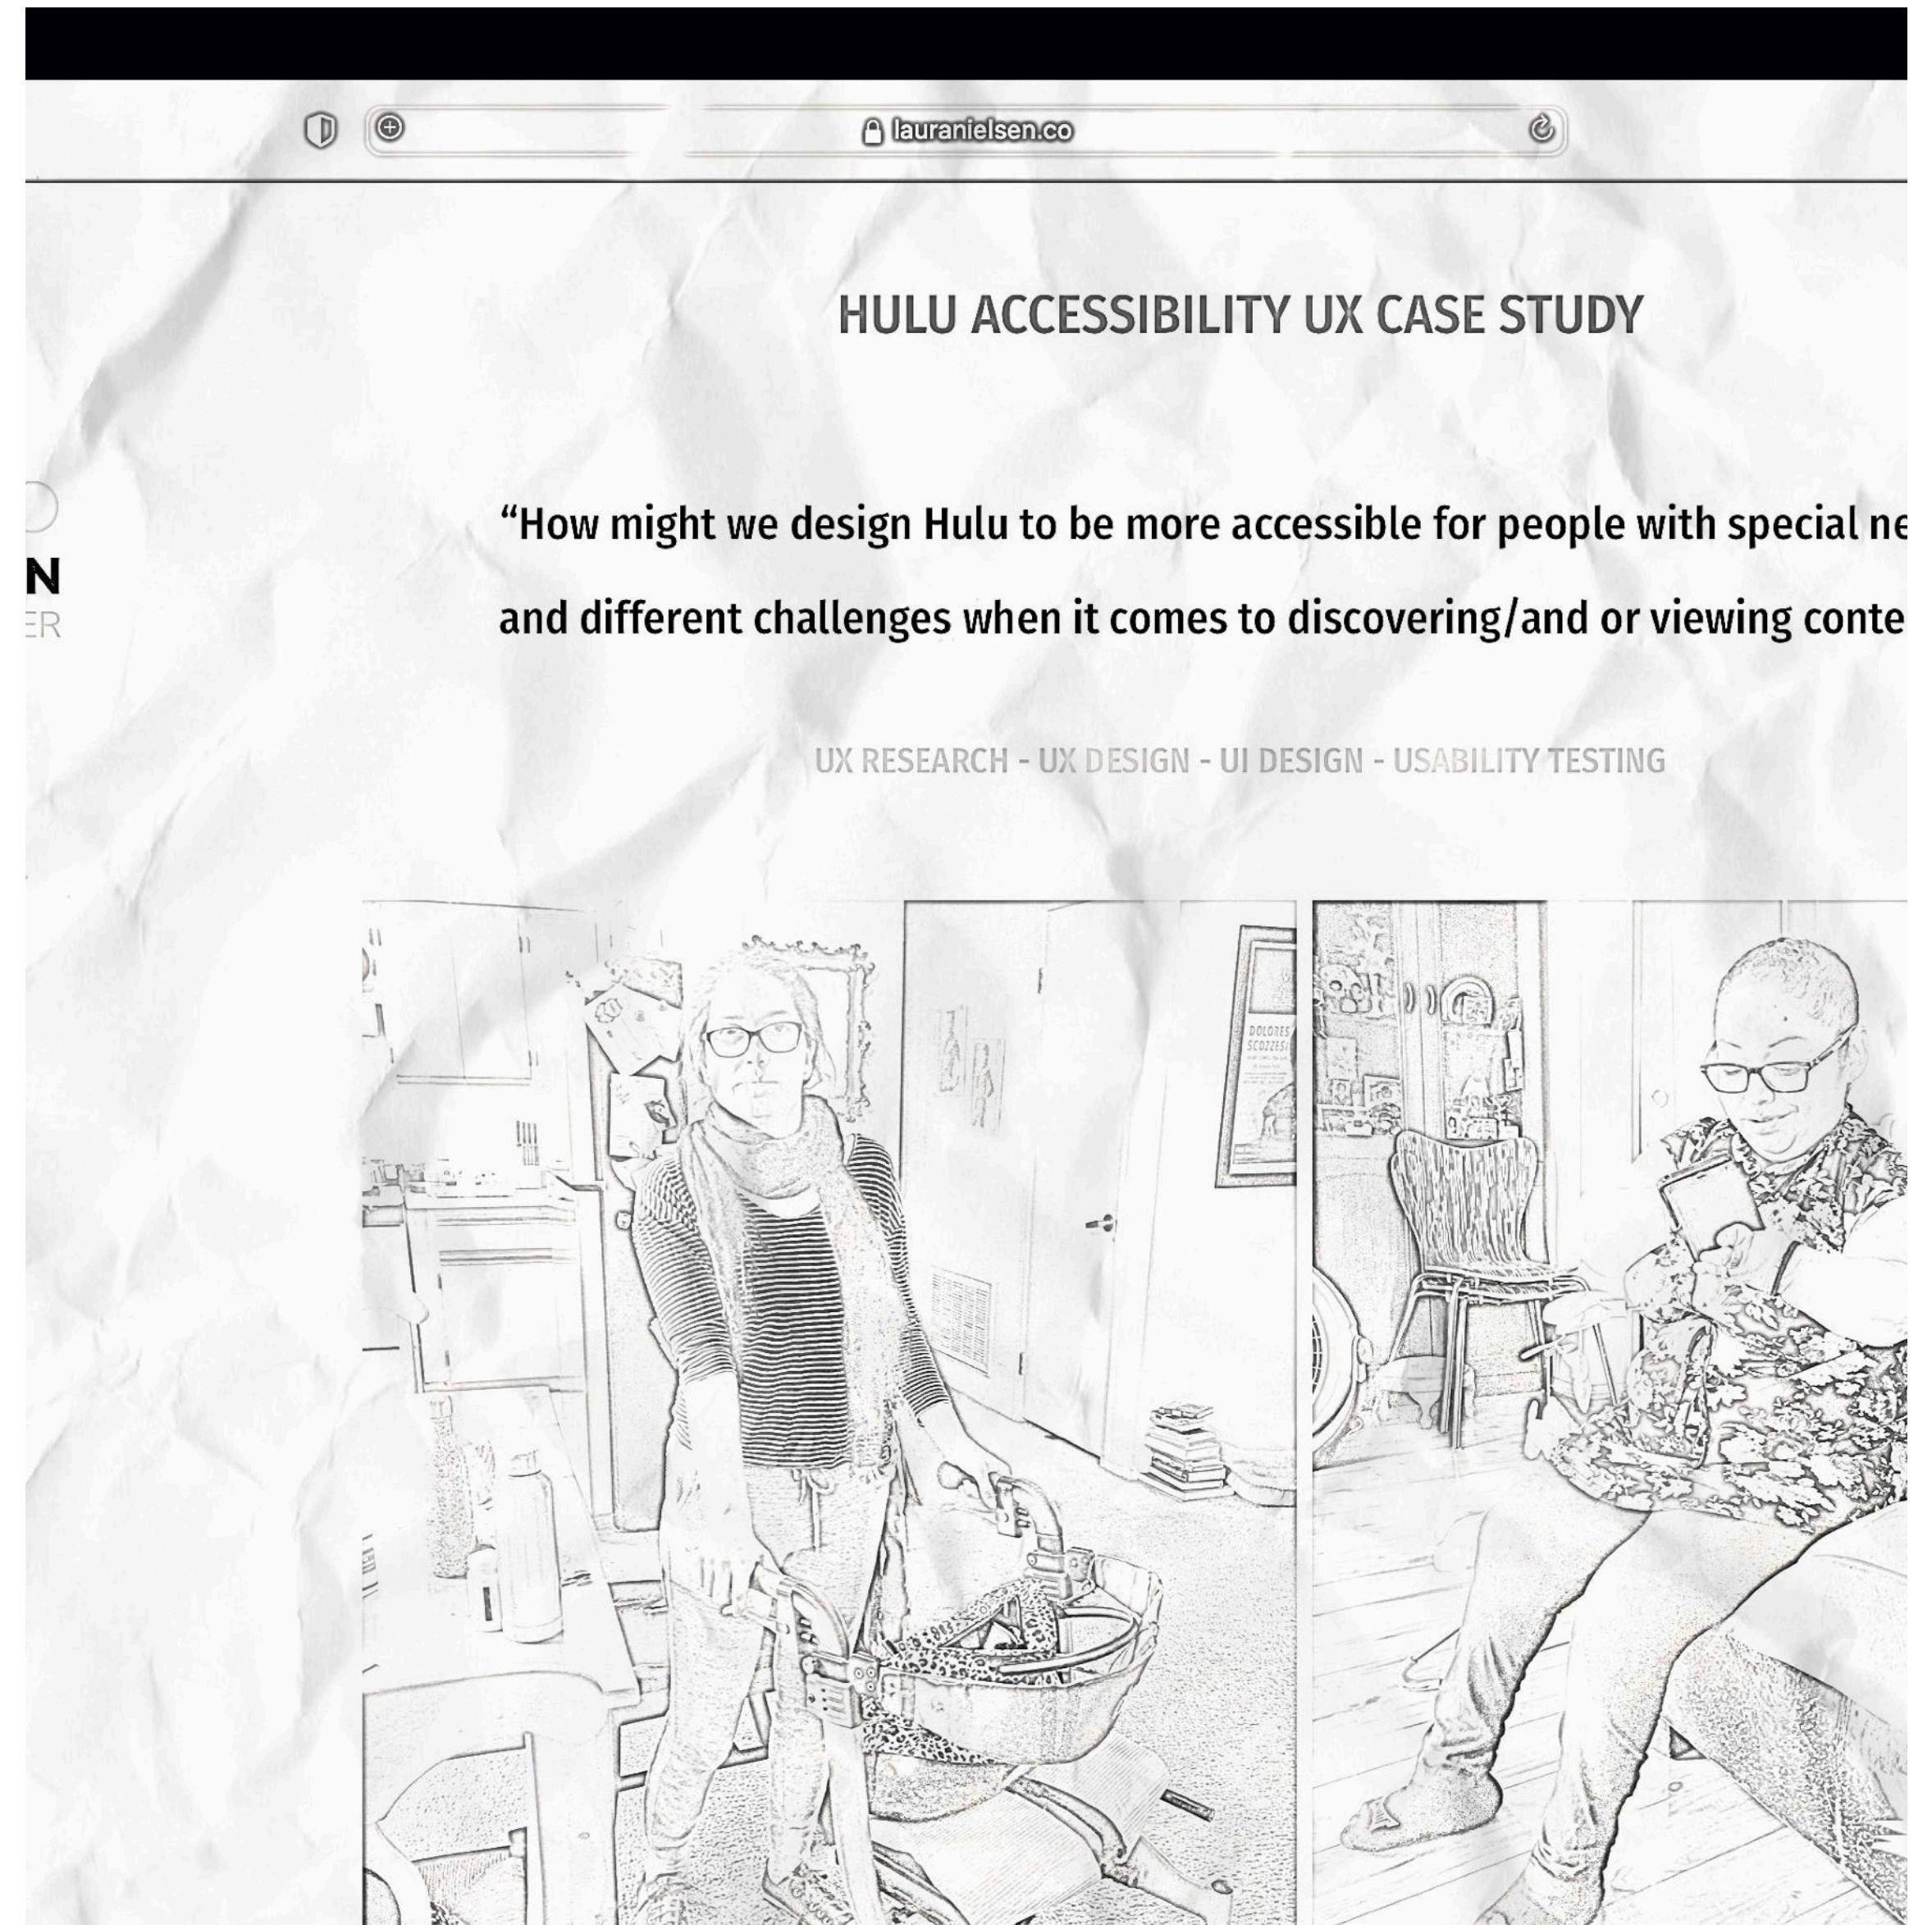 lauranielsen.co
HULU ACCESSIBILITY UX CASE STUDY
N
ER
“How might we design Hulu to be more accessible for people with special ne
and different challenges when it comes to discovering/and or viewing conte
UX RESEARCH - UX DESIGN - UI DESIGN - USABILITY TESTING
DOLORES